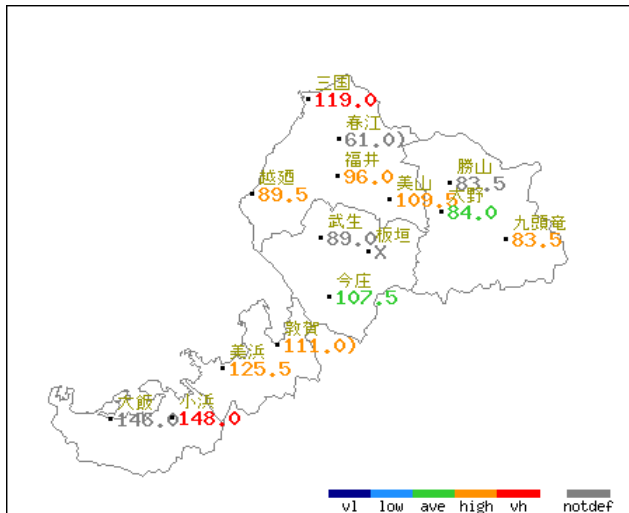 三国
119.0
春江
61.0)
福井
96.0
勝山
83.5
越廼
89.5
美山
109.5
大野
84.0
九頭竜
83.5
武生
89.0
板垣
X
今庄
107.5
敦賀
111.0)
美浜
125.5
大飯
146.0
小浜
148.0
vl low ave high vh notdef